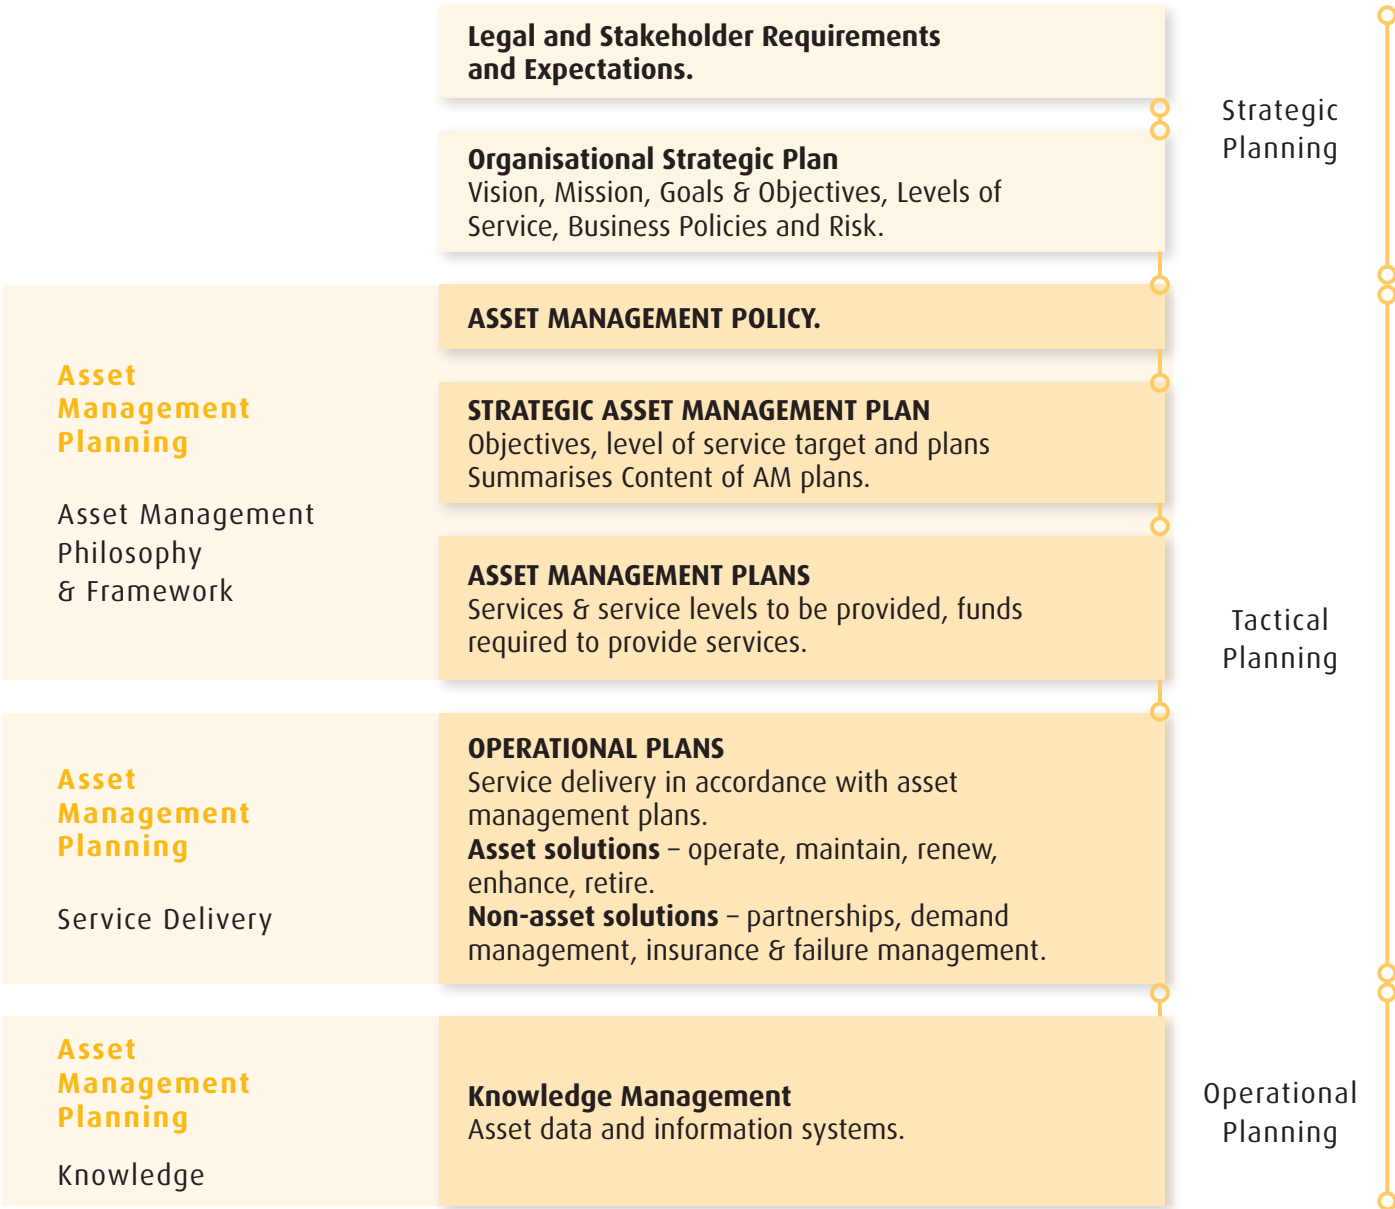 Legal and Stakeholder Requirements
and Expectations.
Strategic
Planning
Organisational Strategic Plan
Vision, Mission, Goals & Objectives, Levels of
Service, Business Policies and Risk.
Asset
Management
Planning
Asset Management
Philosophy
& Framework
ASSET MANAGEMENT POLICY.
STRATEGIC ASSET MANAGEMENT PLAN
Objectives, level of service target and plans
Summarises Content of AM plans.
ASSET MANAGEMENT PLANS
Services & service levels to be provided, funds
required to provide services.
Tactical
Planning
Asset
Management
Planning
Service Delivery
OPERATIONAL PLANS
Service delivery in accordance with asset
management plans.
Asset solutions – operate, maintain, renew,
enhance, retire.
Non-asset solutions – partnerships, demand
management, insurance & failure management.
Asset
Management
Planning
Knowledge
Knowledge Management
Asset data and information systems.
Operational
Planning